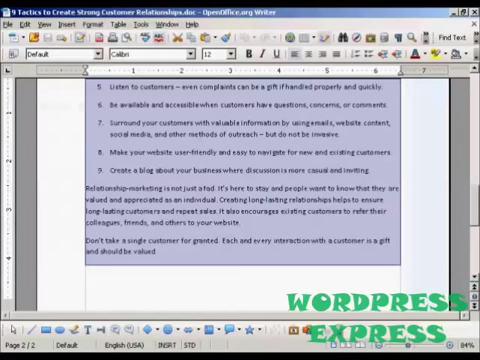 9 Tactics to Create Strong Customer Relationships.doc - OpenOffice.org Writer
File Edit View Insert Format Table Tools Window Help
Default Calibri 12 B I U Find Text
1 2 3 4 5 6 7
5. Listen to customers – even complaints can be a gift if handled properly and quickly.
6. Be available and accessible when customers have questions, concerns, or comments.
7. Surround your customers with valuable information by using emails, website content,
social media, and other methods of outreach – but do not be invasive.
8. Make your website user-friendly and easy to navigate for new and existing customers.
9. Create a blog about your business where discussion is more casual and inviting.
Relationship-marketing is not just a fad. It's here to stay and people want to know that they are
valued and appreciated as an individual. Creating long-lasting relationships helps to ensure
long-lasting customers and repeat sales. It also encourages existing customers to refer their
colleagues, friends, and others to your website.
Don't take a single customer for granted. Each and every interaction with a customer is a gift
and should be valued
WORDPRESS
EXPRESS
Page 2 / 2 Default English (USA) INSRT STD 84%